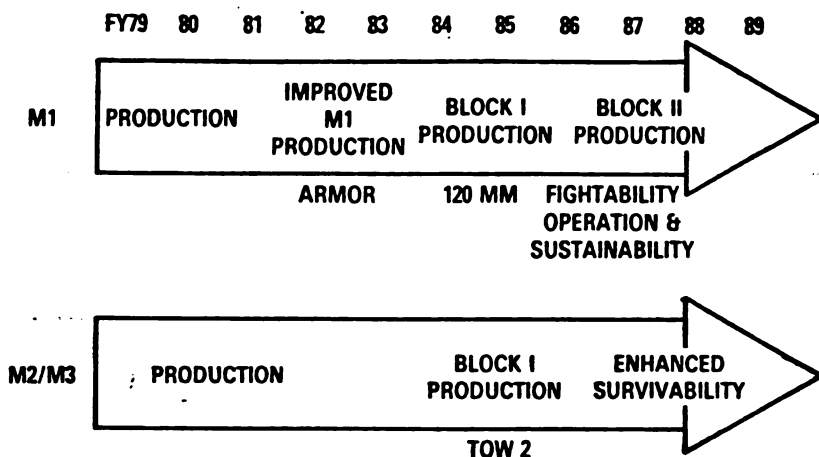 FY79 80 81 82 83 84 85 86 87 88 89
M1
PRODUCTION
IMPROVED
M1
PRODUCTION
BLOCK I
PRODUCTION
BLOCK II
PRODUCTION
ARMOR
120 MM
FIGHTABILITY
OPERATION &
SUSTAINABILITY
M2/M3
PRODUCTION
BLOCK I
PRODUCTION
ENHANCED
SURVIVABILITY
TOW 2